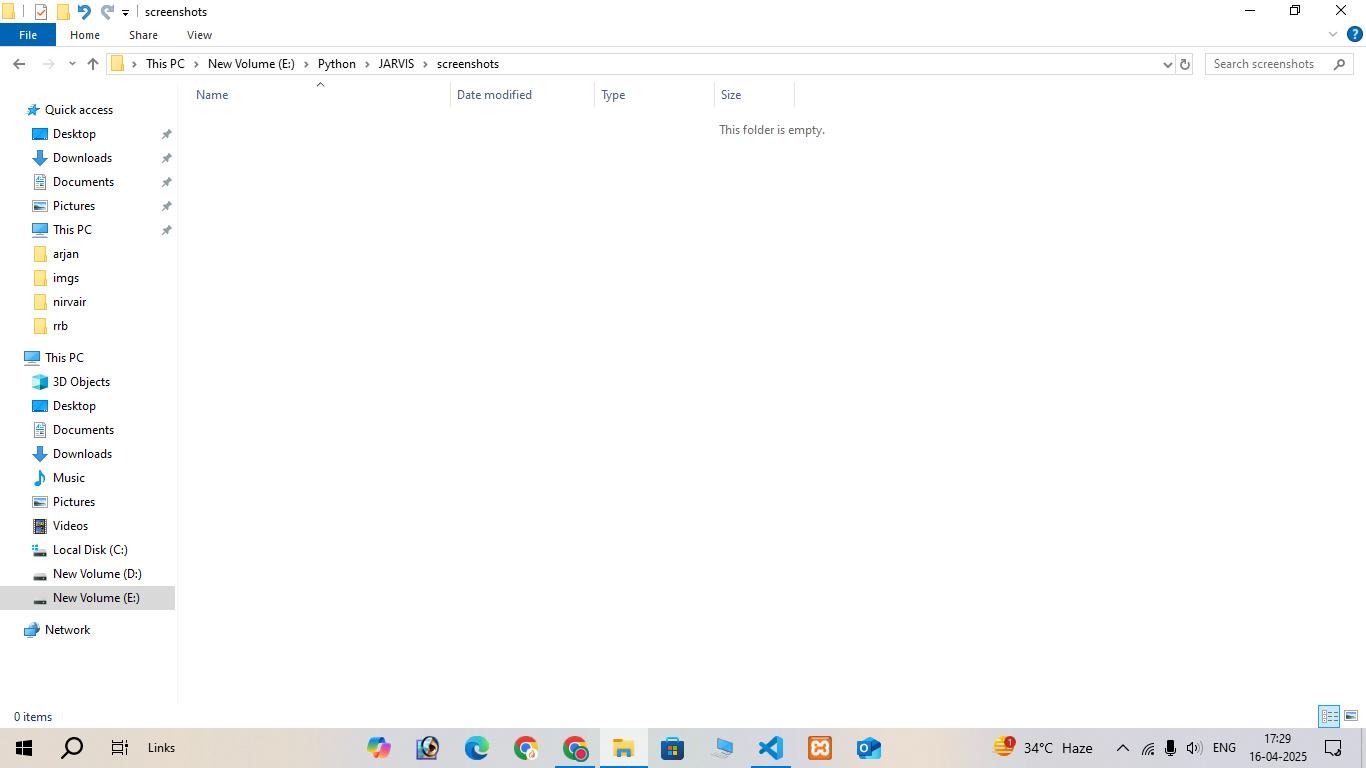 screenshots
File Home Share View
This PC New Volume (E:) Python JARVIS screenshots Search screenshots
Name Date modified Type Size
This folder is empty.
Quick access
Desktop
Downloads
Documents
Pictures
This PC
arjan
imgs
nirvair
rrb
This PC
3D Objects
Desktop
Documents
Downloads
Music
Pictures
Videos
Local Disk (C:)
New Volume (D:)
New Volume (E:)
Network
0 items
Links 1 34°C Haze ENG 17:29
16-04-2025